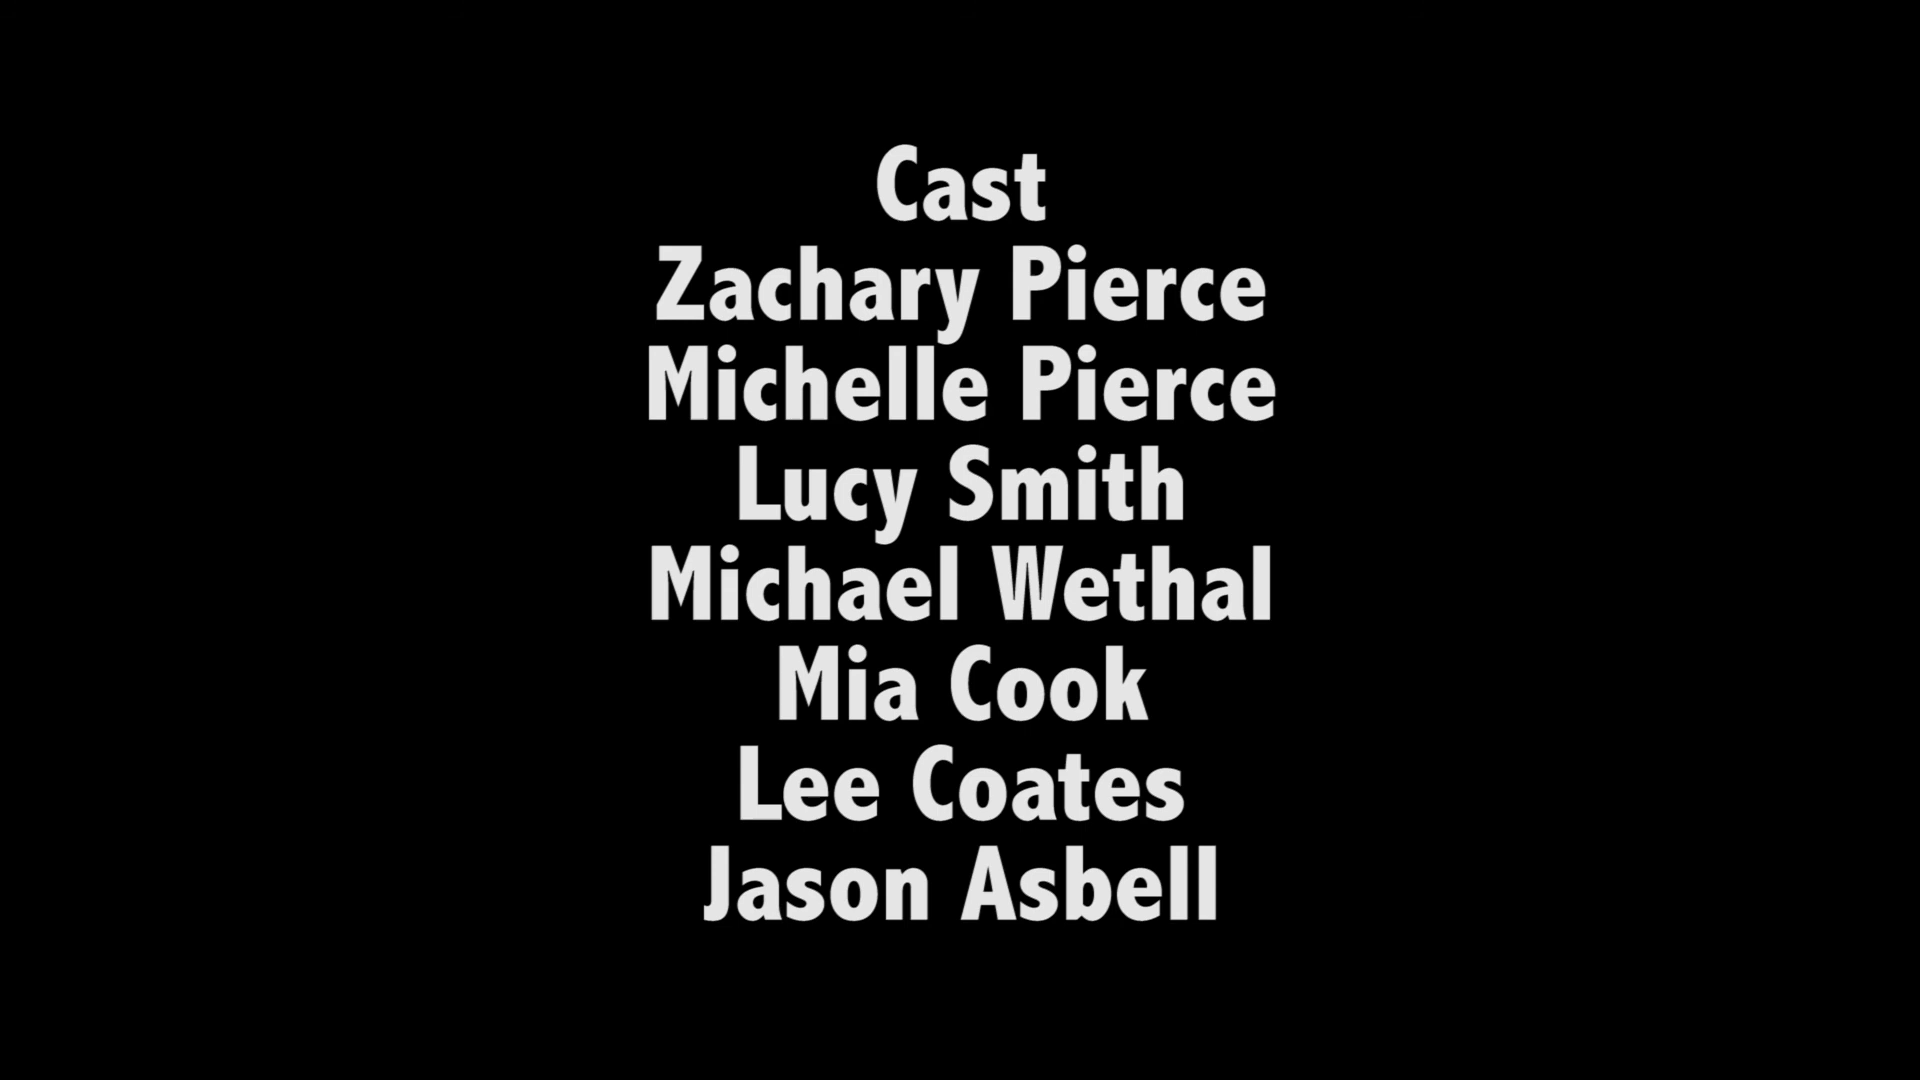 Cast
Zachary Pierce
Michelle Pierce
Lucy Smith
Michael Wethal
Mia Cook
Lee Coates
Jason Asbell